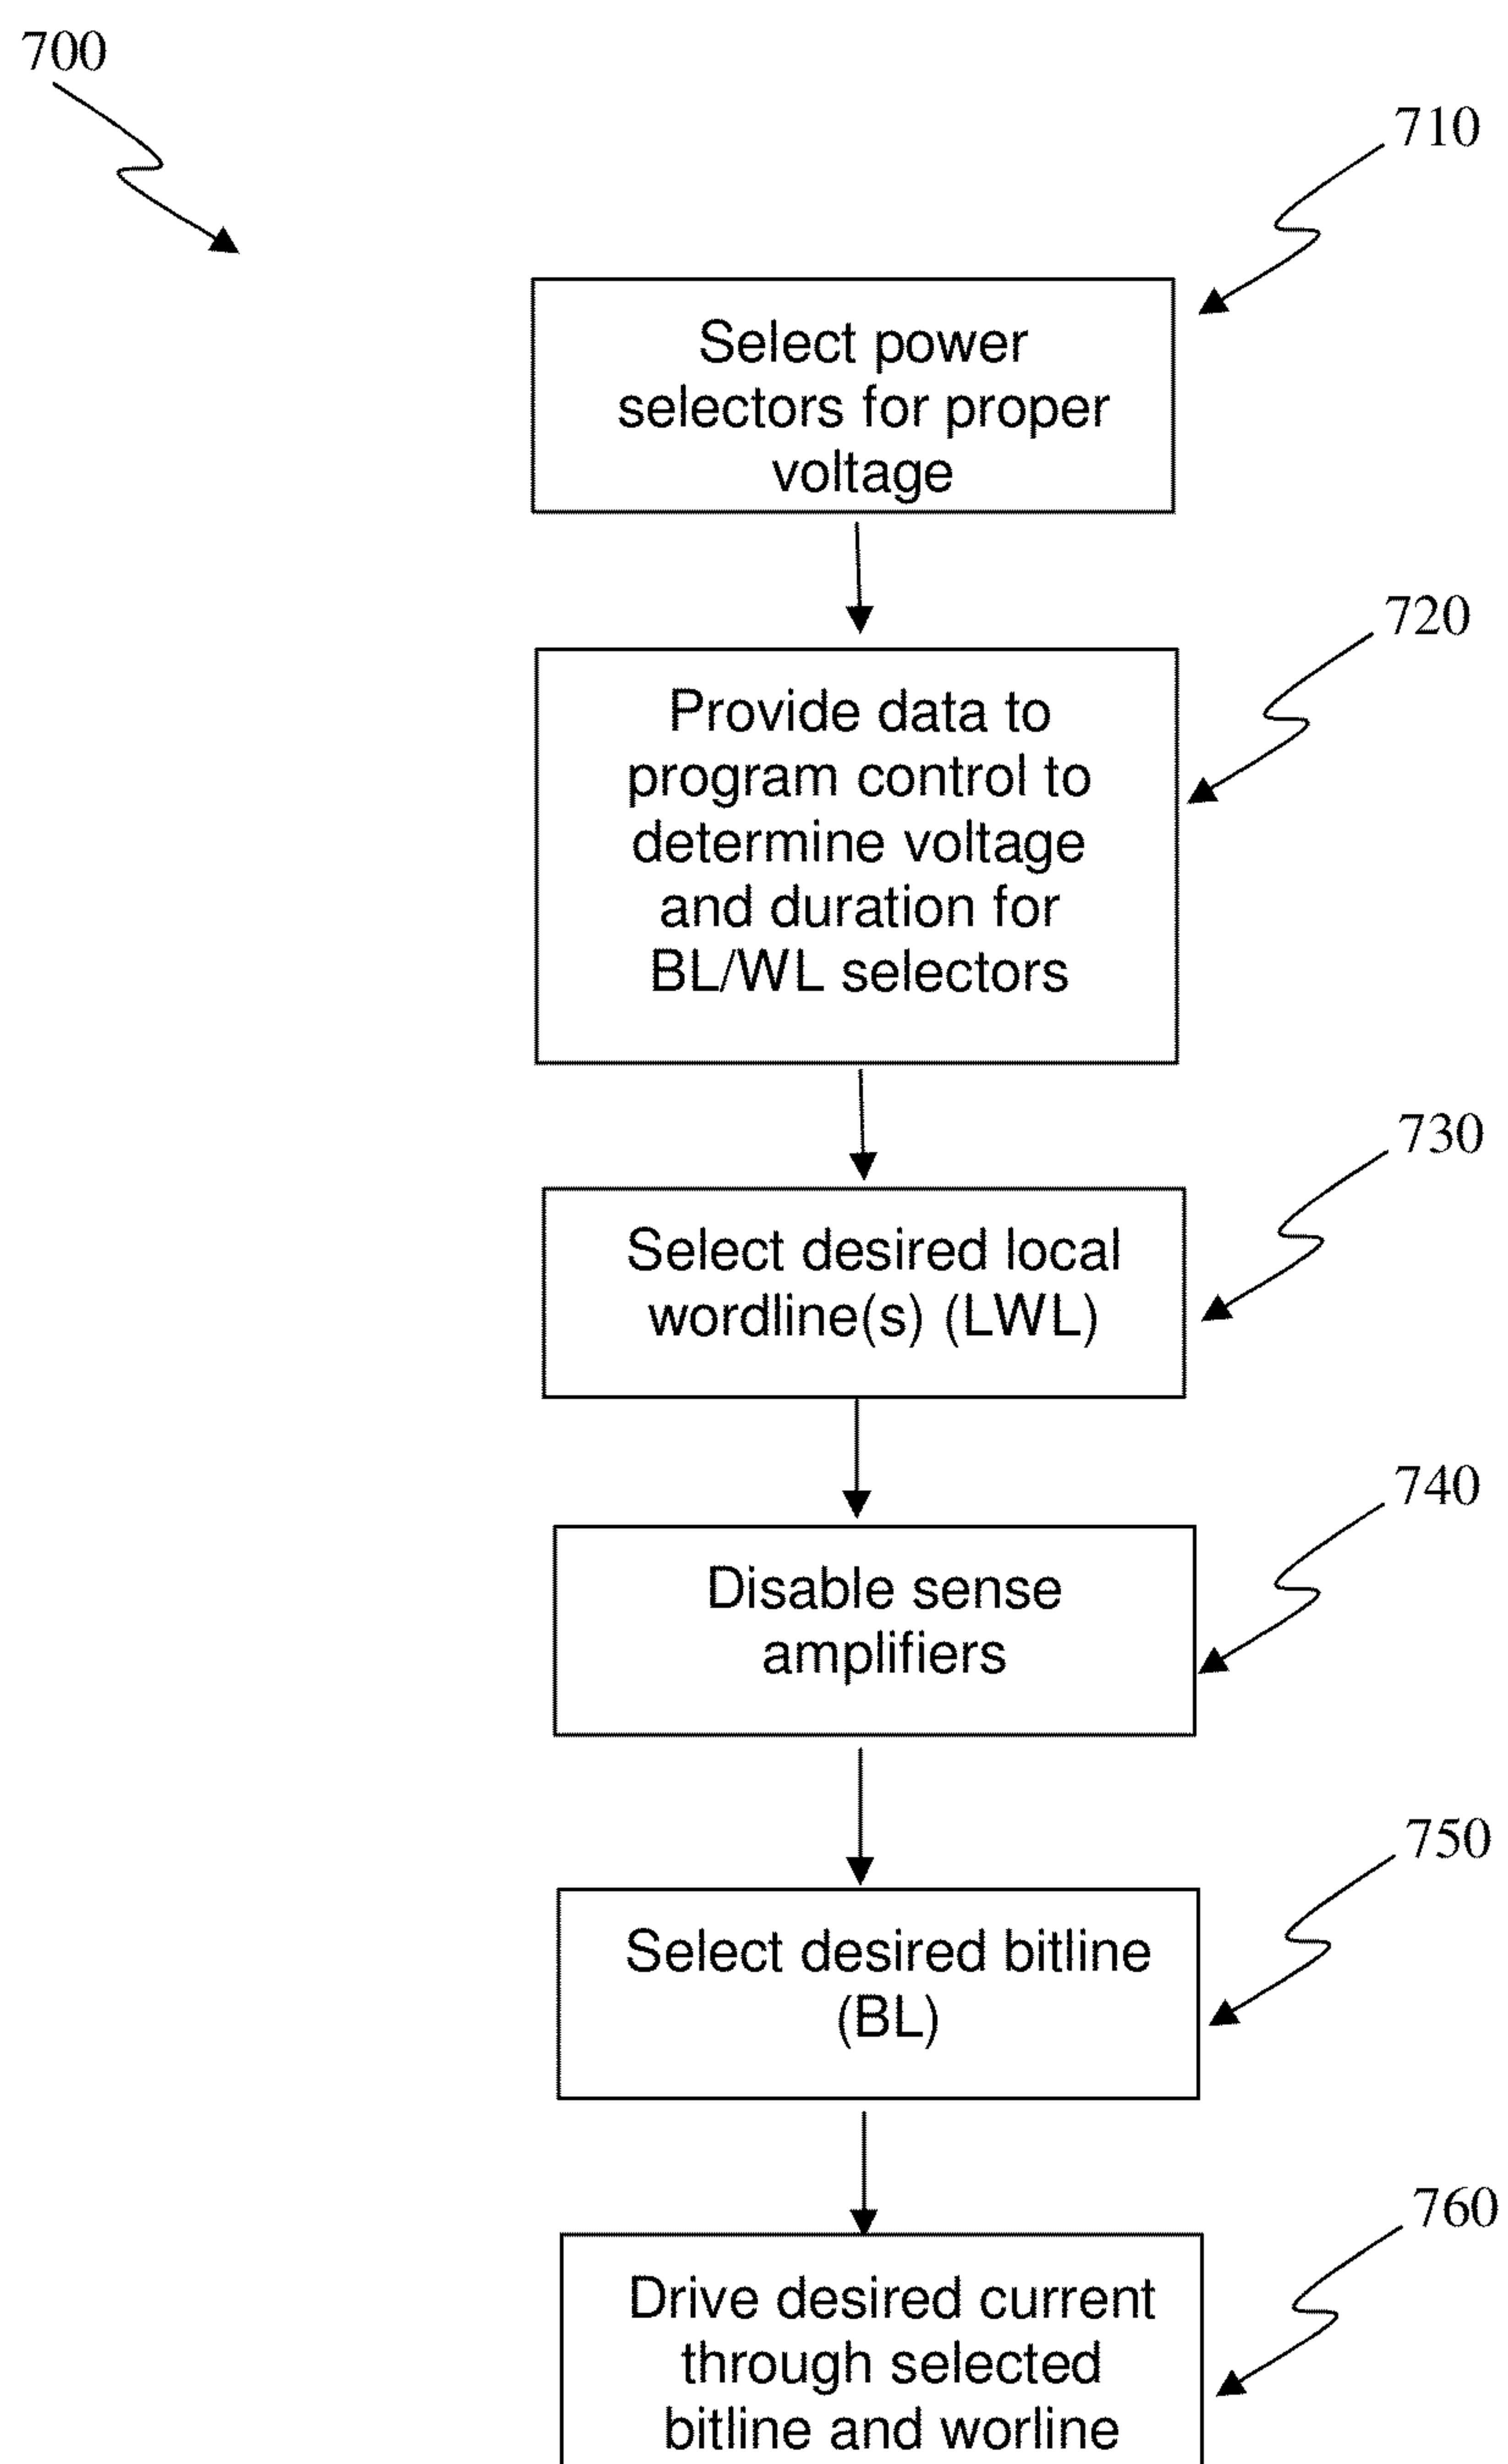 700
710
Select power
selectors for proper
voltage
720
Provide data to
program control to
determine voltage
and duration for
BL/WL selectors
730
Select desired local
wordline(s) (LWL)
740
Disable sense
amplifiers
750
Select desired bitline
(BL)
760
Drive desired current
through selected
bitline and worline